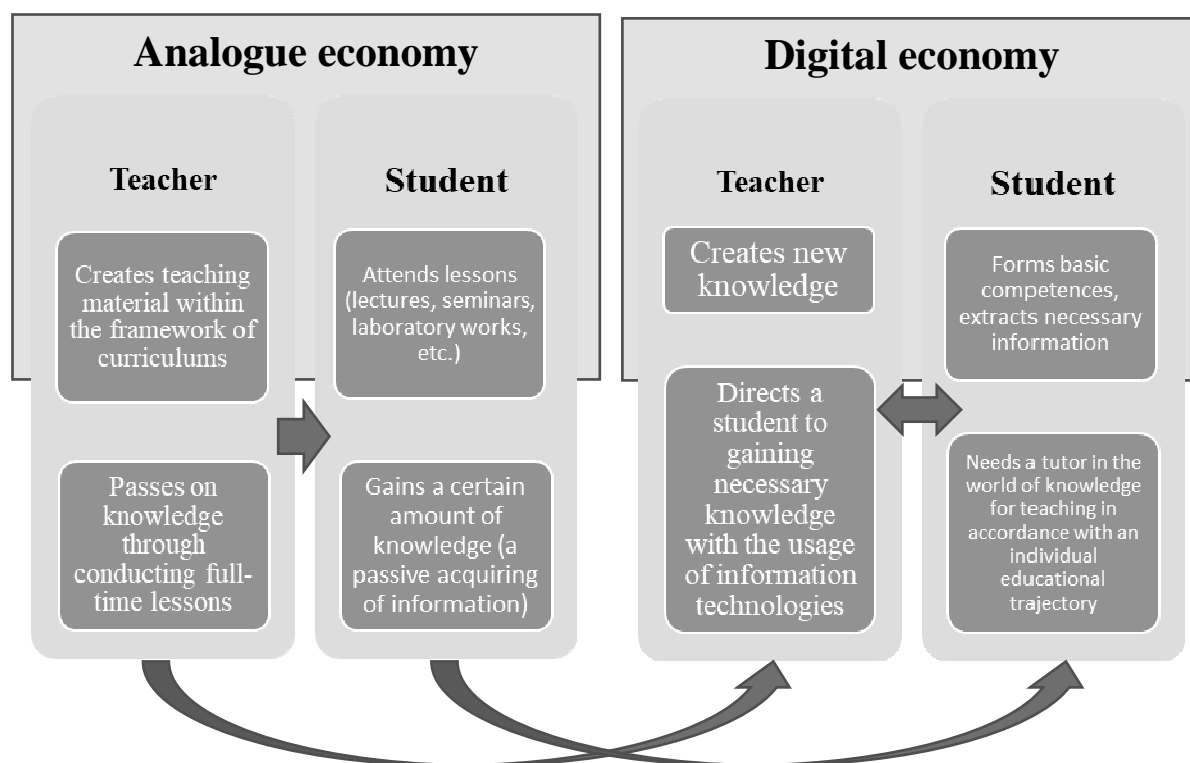 Analogue economy
Teacher
Creates teaching
material within
the framework of
curriculums
Passes on
knowledge
through
conducting full-
time lessons
Student
Attends lessons
(lectures, seminars,
laboratory works,
etc.)
Gains a certain
amount of
knowledge (a
passive acquiring
of information)
Digital economy
Teacher
Creates new
knowledge
Directs a
student to
gaining
necessary
knowledge
with the usage
of information
technologies
Student
Forms basic
competences,
extracts necessary
information
Needs a tutor in the
world of knowledge
for teaching in
accordance with an
individual
educational
trajectory